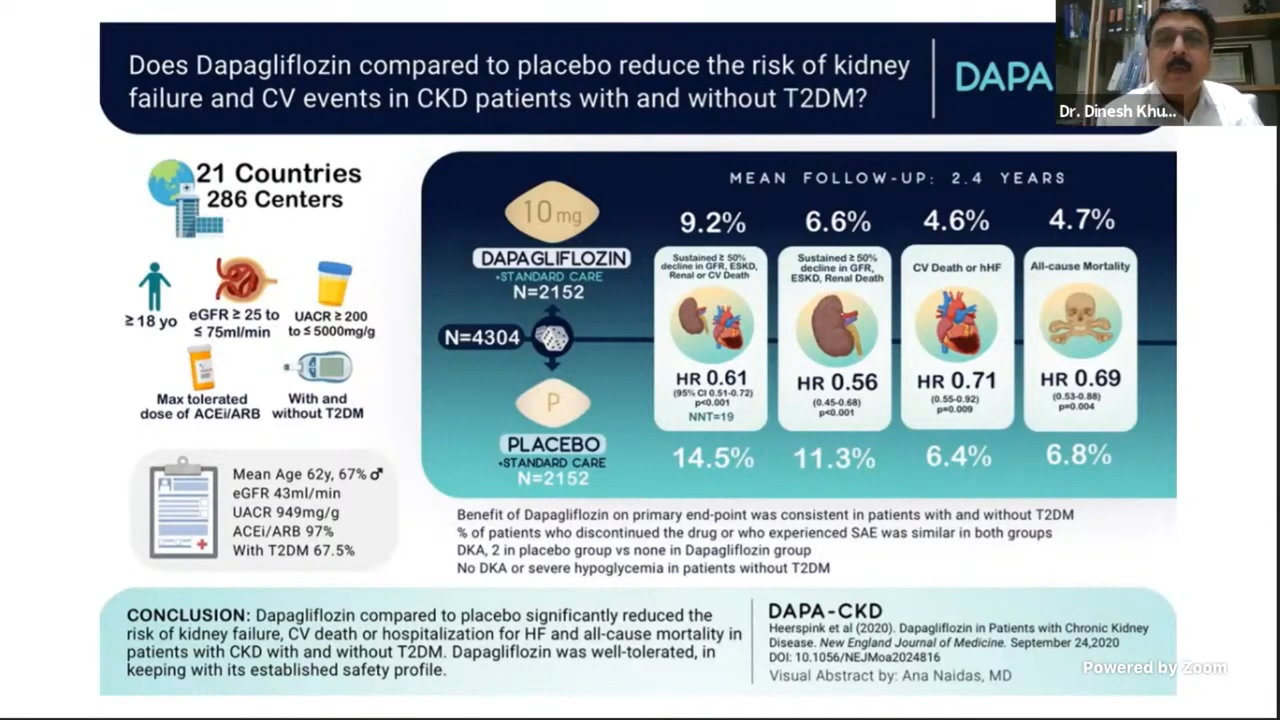 Does Dapagliflozin compared to placebo reduce the risk of kidney
failure and CV events in CKD patients with and without T2DM?
DAPA
Dr. Dinesh Khu...
21 Countries
286 Centers
≥ 18 yo
eGFR ≥ 25 to
≤ 75ml/min
UACR ≥ 200
to ≤ 5000mg/g
Max tolerated
dose of ACEi/ARB
With and
without T2DM
Mean Age 62y, 67% ♂
eGFR 43ml/min
UACR 949mg/g
ACEi/ARB 97%
With T2DM 67.5%
MEAN FOLLOW-UP: 2.4 YEARS
10 mg
DAPAGLIFLOZIN
+STANDARD CARE
N=2152
N=4304
P
PLACEBO
+STANDARD CARE
N=2152
9.2%
Sustained ≥ 50%
decline in GFR, ESKD,
Renal or CV Death
HR 0.61
(95% CI 0.51-0.72)
p<0.001
NNT=19
14.5%
6.6%
Sustained ≥ 50%
decline in GFR,
ESKD, Renal Death
HR 0.56
(0.45-0.68)
p<0.001
11.3%
4.6%
CV Death or hHF
HR 0.71
(0.55-0.92)
p=0.009
6.4%
4.7%
All-cause Mortality
HR 0.69
(0.53-0.88)
p=0.004
6.8%
Benefit of Dapagliflozin on primary end-point was consistent in patients with and without T2DM
% of patients who discontinued the drug or who experienced SAE was similar in both groups
DKA, 2 in placebo group vs none in Dapagliflozin group
No DKA or severe hypoglycemia in patients without T2DM
CONCLUSION: Dapagliflozin compared to placebo significantly reduced the
risk of kidney failure, CV death or hospitalization for HF and all-cause mortality in
patients with CKD with and without T2DM. Dapagliflozin was well-tolerated, in
keeping with its established safety profile.
DAPA-CKD
Heerspink et al (2020). Dapagliflozin in Patients with Chronic Kidney
Disease. New England Journal of Medicine. September 24,2020
DOI: 10.1056/NEJMoa2024816
Visual Abstract by: Ana Naidas, MD
Powered by Zoom